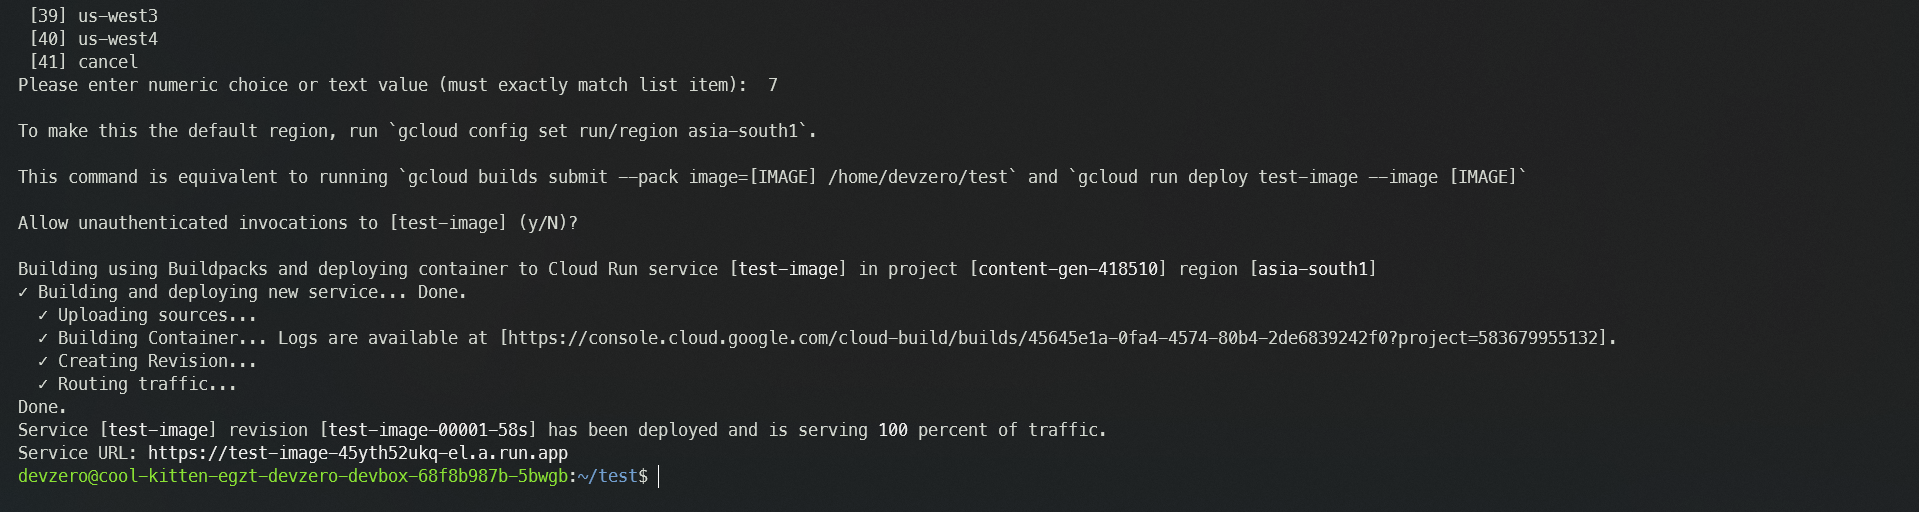 [39] us-west3
[40] us-west4
[41] cancel
Please enter numeric choice or text value (must exactly match list item):  7
To make this the default region, run `gcloud config set run/region asia-south1`.
This command is equivalent to running `gcloud builds submit --pack image=[IMAGE] /home/devzero/test` and `gcloud run deploy test-image --image [IMAGE]`
Allow unauthenticated invocations to [test-image] (y/N)?
Building using Buildpacks and deploying container to Cloud Run service [test-image] in project [content-gen-418510] region [asia-south1]
✓ Building and deploying new service... Done.
✓ Uploading sources...
✓ Building Container... Logs are available at [https://console.cloud.google.com/cloud-build/builds/45645e1a-0fa4-4574-80b4-2de6839242f0?project=583679955132].
✓ Creating Revision...
✓ Routing traffic...
Done.
Service [test-image] revision [test-image-00001-58s] has been deployed and is serving 100 percent of traffic.
Service URL: https://test-image-45yth52ukq-el.a.run.app
devzero@cool-kitten-egzt-devzero-devbox-68f8b987b-5bwgb:~/test$